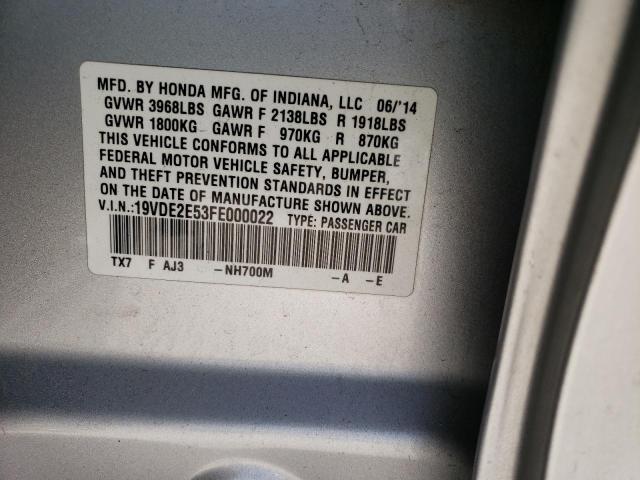 MFD. BY HONDA MFG. OF INDIANA, LLC 06/'14
GVWR 3968LBS GAWR F 2138LBS R 1918LBS
GVWR 1800KG GAWR F 970KG R 870KG
THIS VEHICLE CONFORMS TO ALL APPLICABLE
FEDERAL MOTOR VEHICLE SAFETY, BUMPER,
AND THEFT PREVENTION STANDARDS IN EFFECT
ON THE DATE OF MANUFACTURE SHOWN ABOVE.
V.I.N.:19VDE2E53FE000022 TYPE: PASSENGER CAR
TX7 F AJ3 -NH700M -A -E